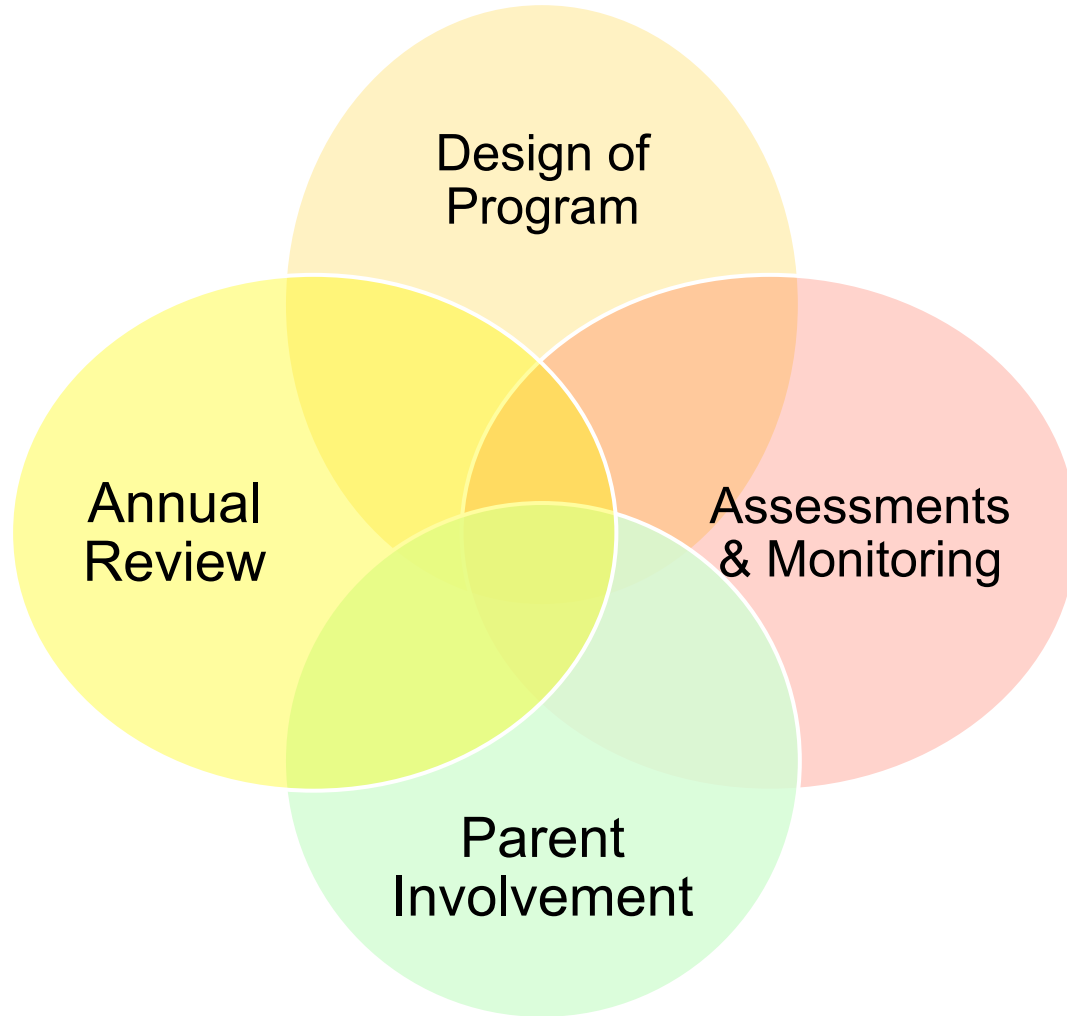 Design of
Program
Annual
Review
Assessments
& Monitoring
Parent
Involvement